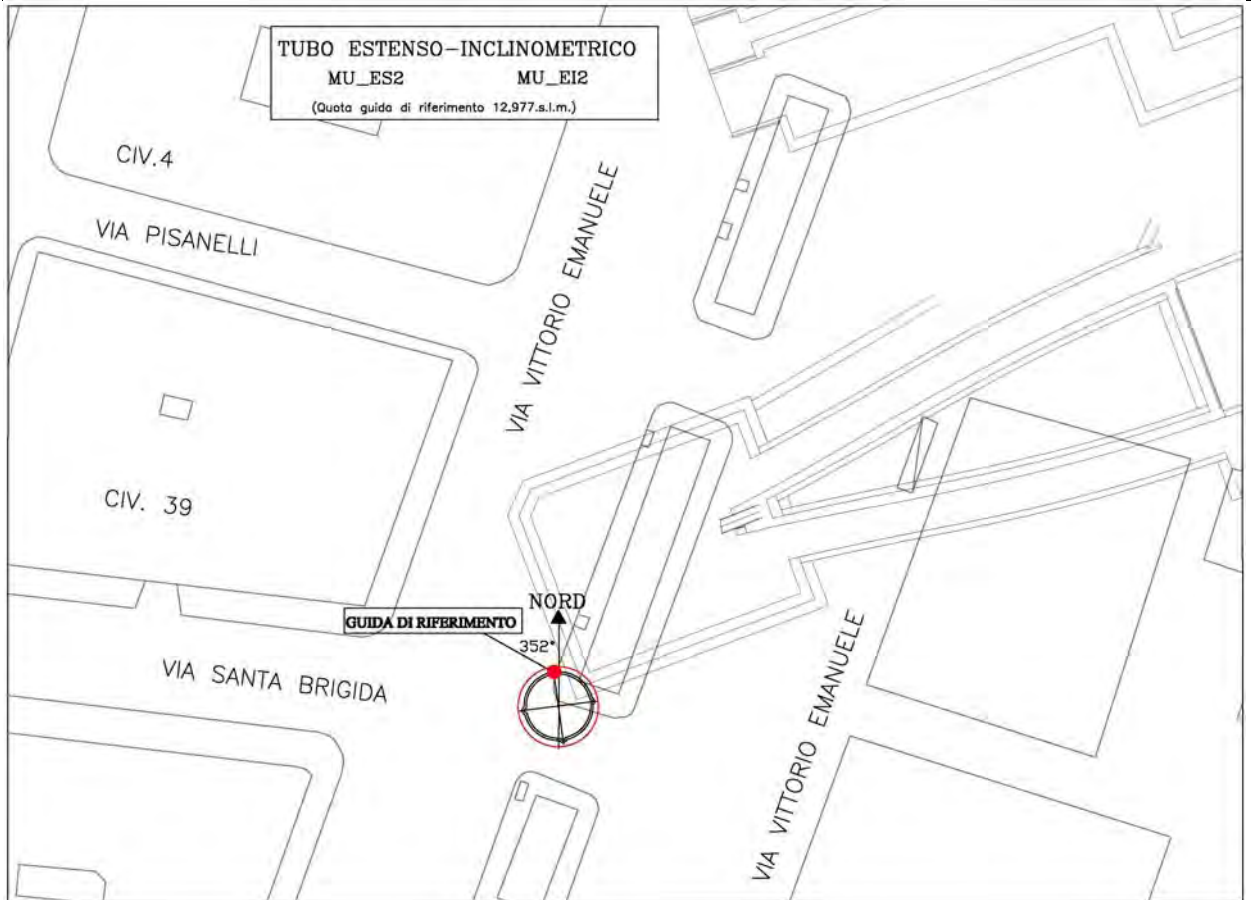 TUBO ESTENSO-INCLINOMETRICO
MU_ES2 MU_EI2
(Quota guida di riferimento 12,977.s.l.m.)
CIV.4
VIA PISANELLI
VIA VITTORIO EMANUELE
CIV. 39
NORD
GUIDA DI RIFERIMENTO
352°
VIA SANTA BRIGIDA
VIA VITTORIO EMANUELE